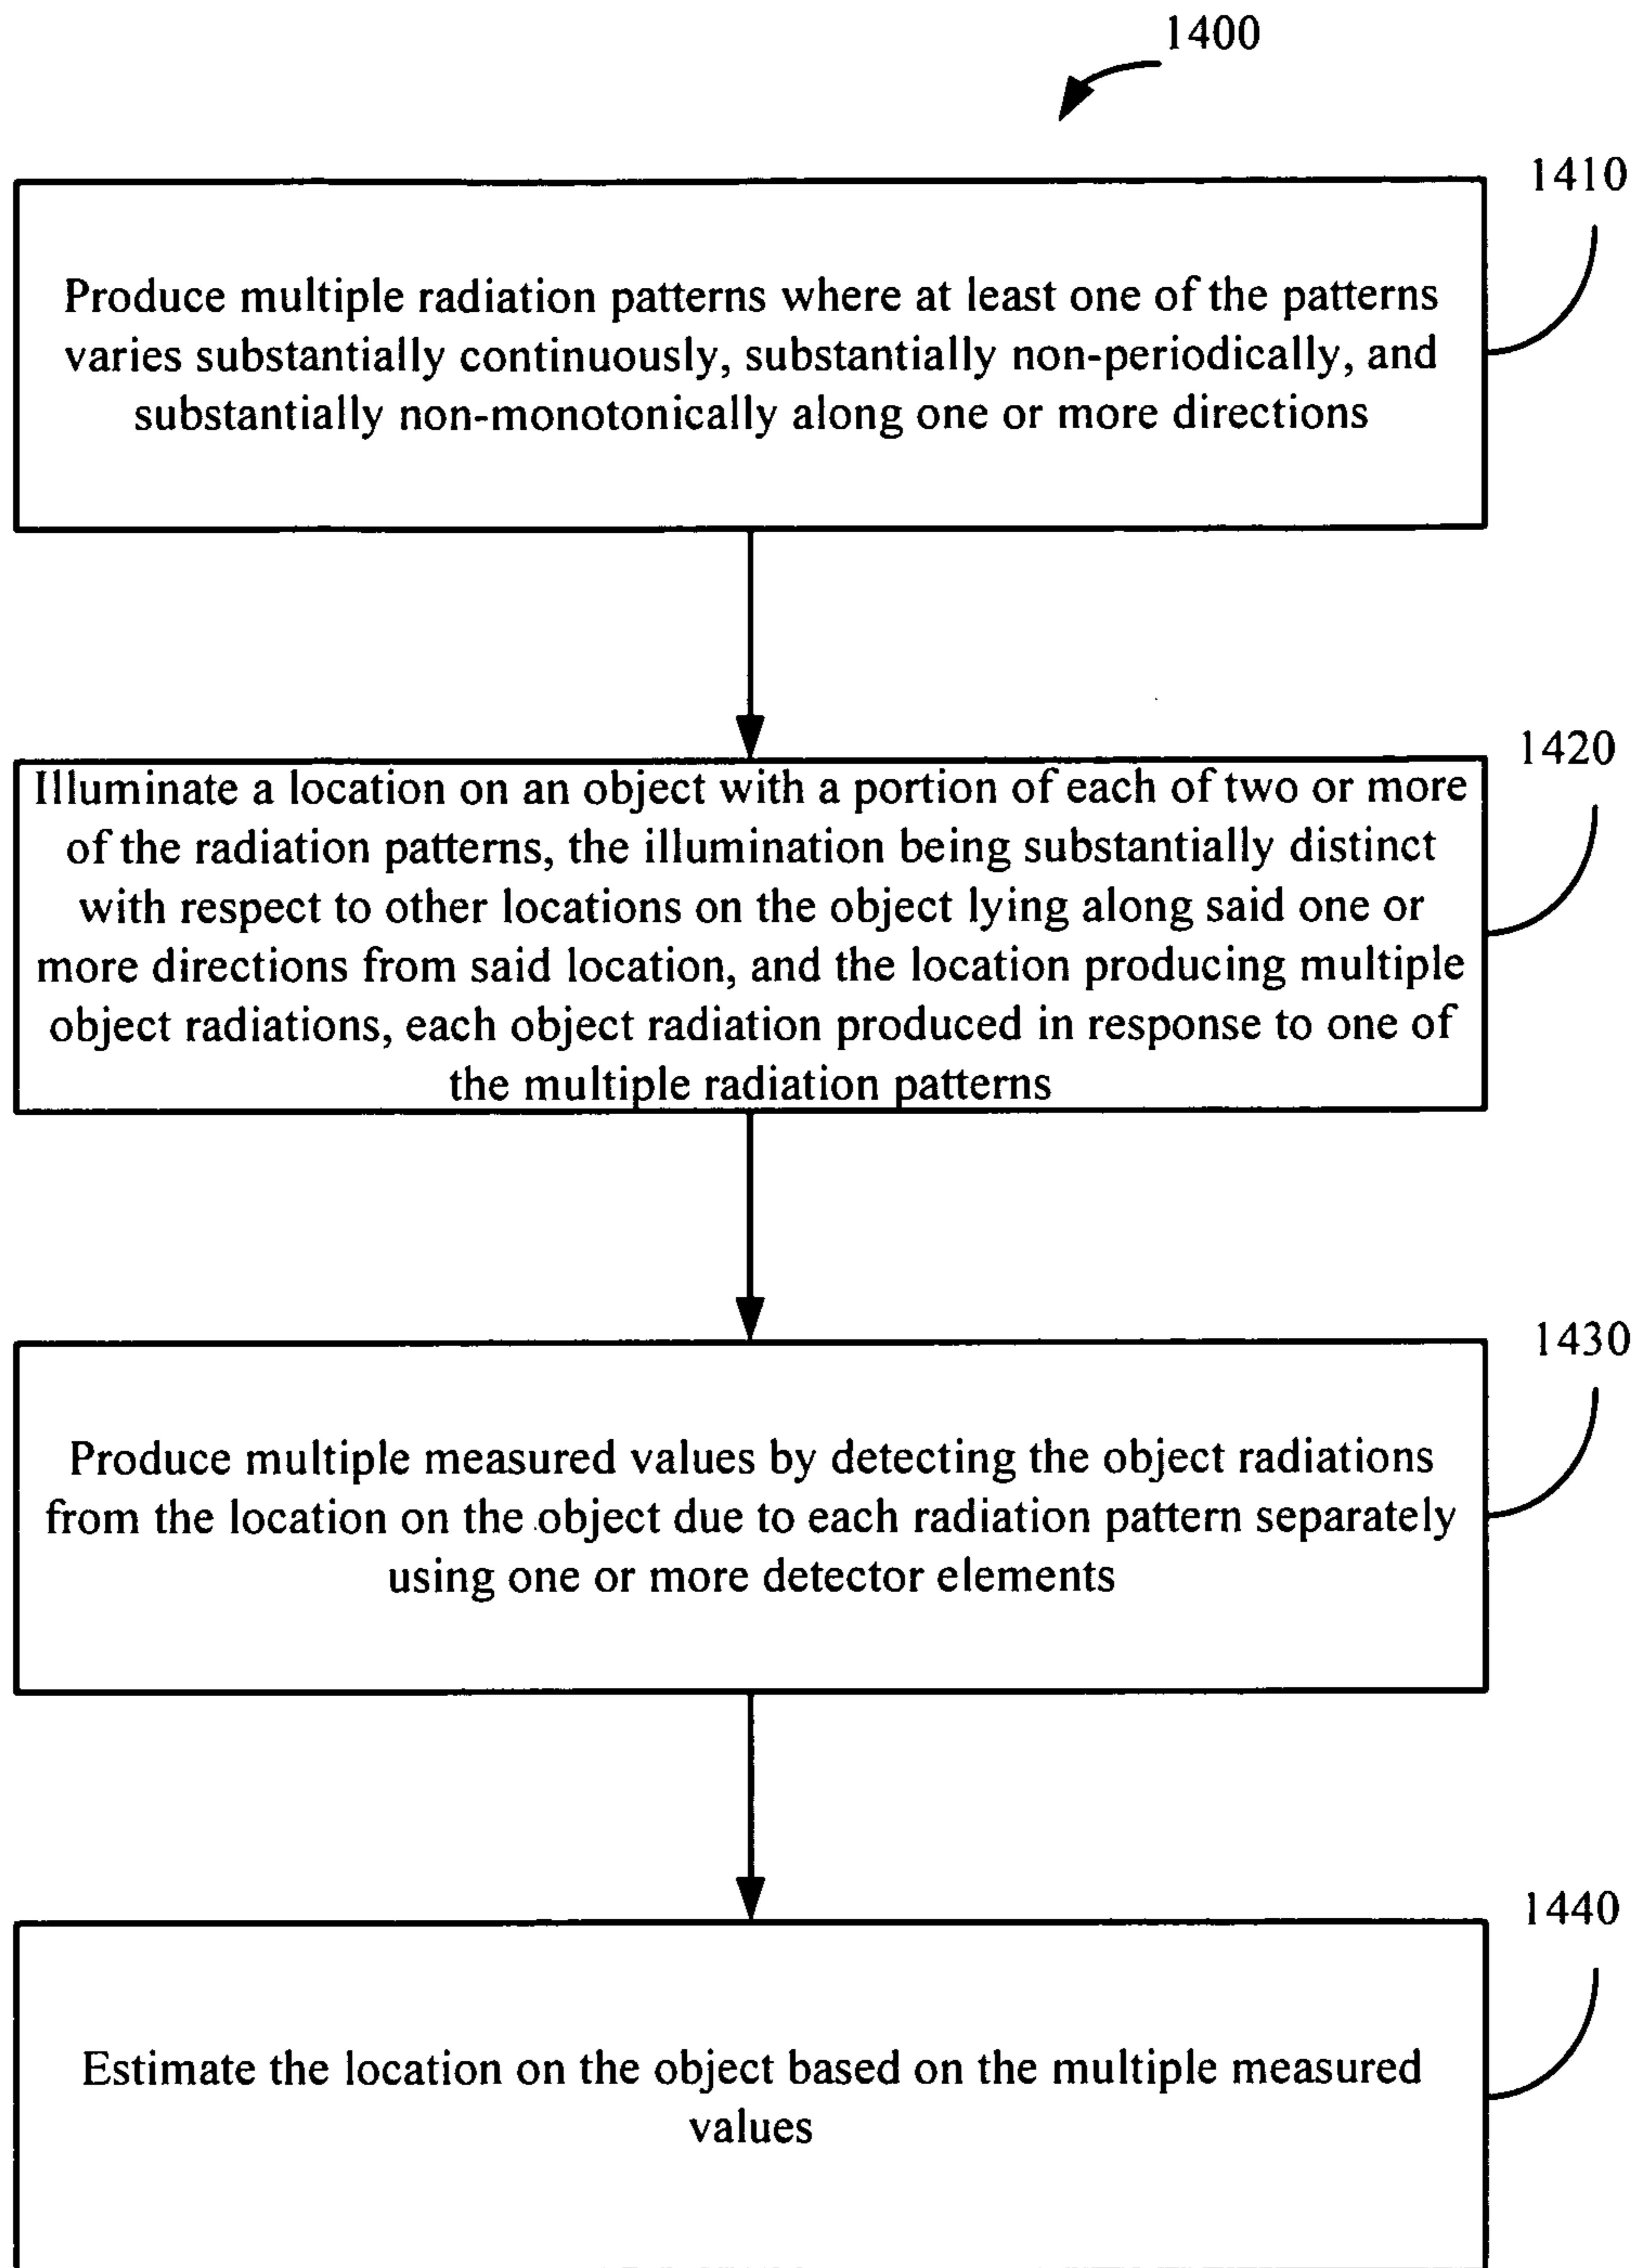 1400
1410
Produce multiple radiation patterns where at least one of the patterns
varies substantially continuously, substantially non-periodically, and
substantially non-monotonically along one or more directions
1420
Illuminate a location on an object with a portion of each of two or more
of the radiation patterns, the illumination being substantially distinct
with respect to other locations on the object lying along said one or
more directions from said location, and the location producing multiple
object radiations, each object radiation produced in response to one of
the multiple radiation patterns
1430
Produce multiple measured values by detecting the object radiations
from the location on the object due to each radiation pattern separately
using one or more detector elements
1440
Estimate the location on the object based on the multiple measured
values